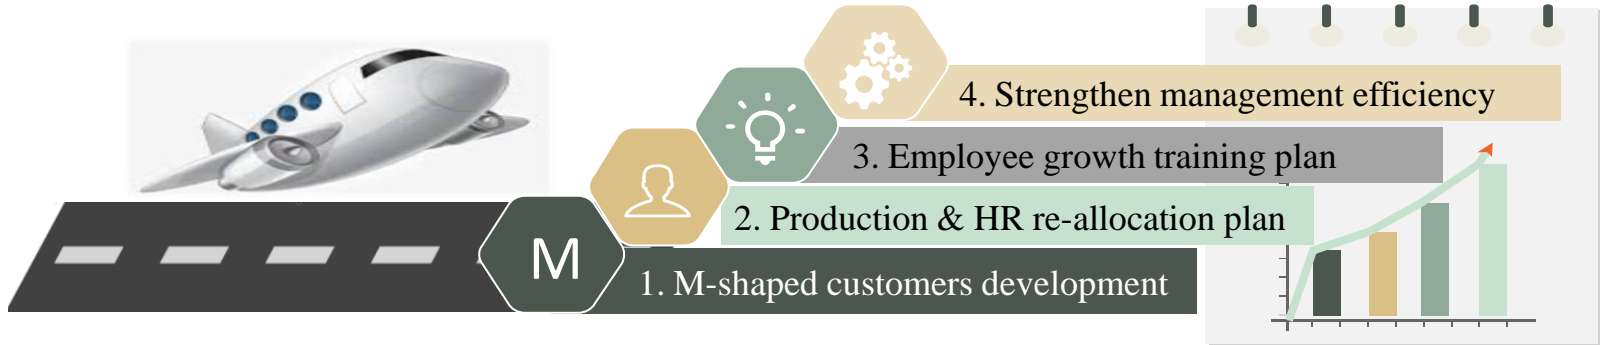 4. Strengthen management efficiency
3. Employee growth training plan
2. Production & HR re-allocation plan
M
1. M-shaped customers development